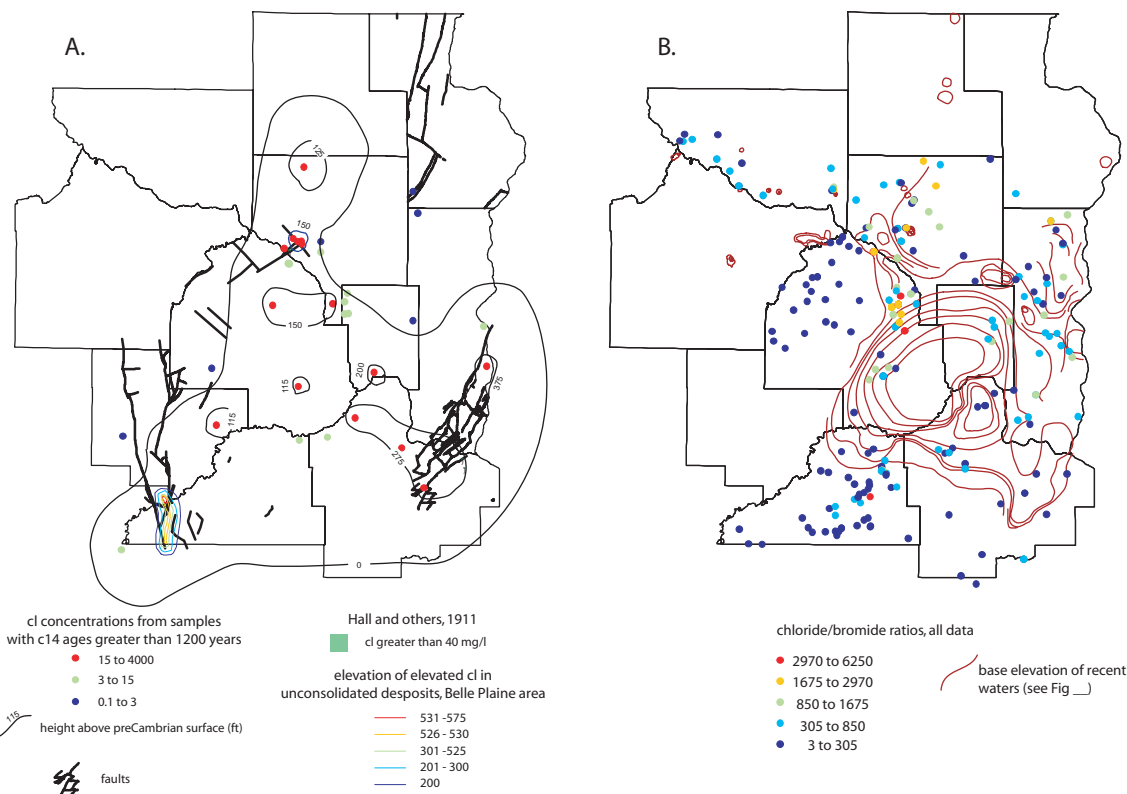 A.
B.
125
150
150
115
200
375
115
275
0
cl concentrations from samples
with c14 ages greater than 1200 years
15 to 4000
3 to 15
0.1 to 3
115
height above preCambrian surface (ft)
faults
Hall and others, 1911
cl greater than 40 mg/l
elevation of elevated cl in
unconsolidated desposits, Belle Plaine area
531 -575
526 - 530
301 -525
201 - 300
200
chloride/bromide ratios, all data
2970 to 6250
1675 to 2970
850 to 1675
305 to 850
3 to 305
base elevation of recent
waters (see Fig __)